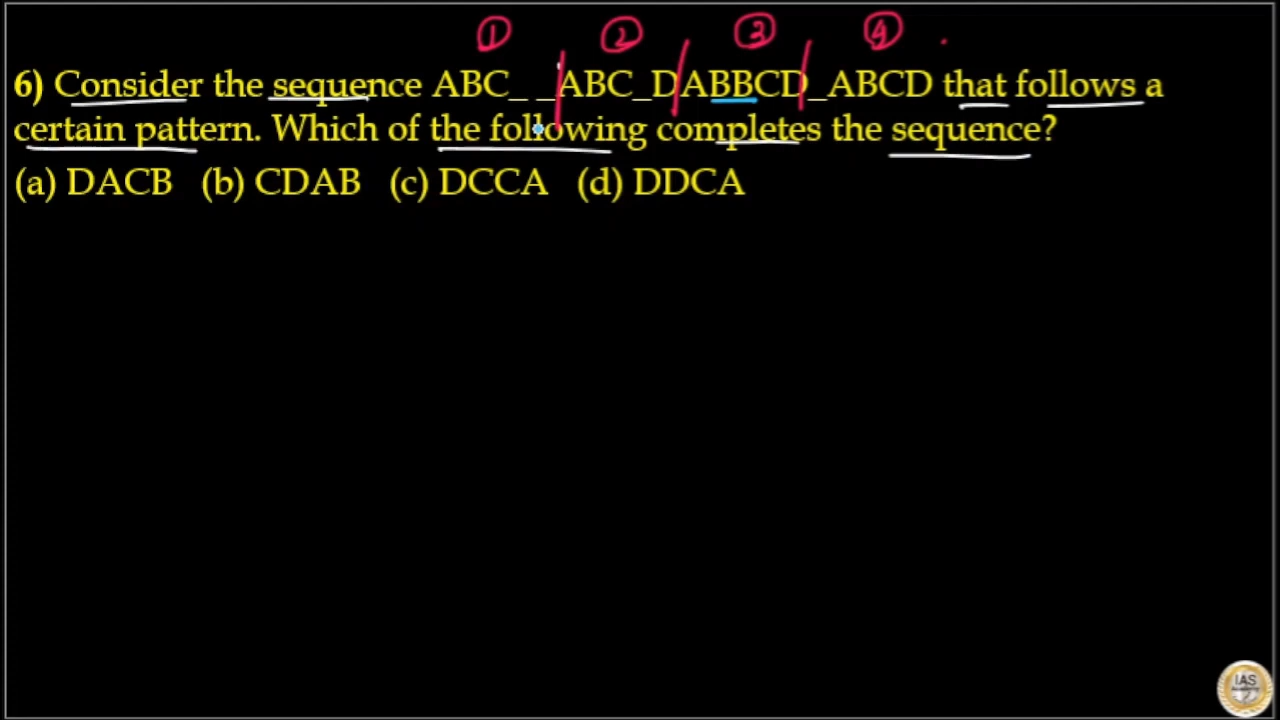 ① ② ③ ④
6) Consider the sequence ABC_ _ABC_DABBCD_ABCD that follows a
certain pattern. Which of the following completes the sequence?
(a) DACB (b) CDAB (c) DCCA (d) DDCA
IAS